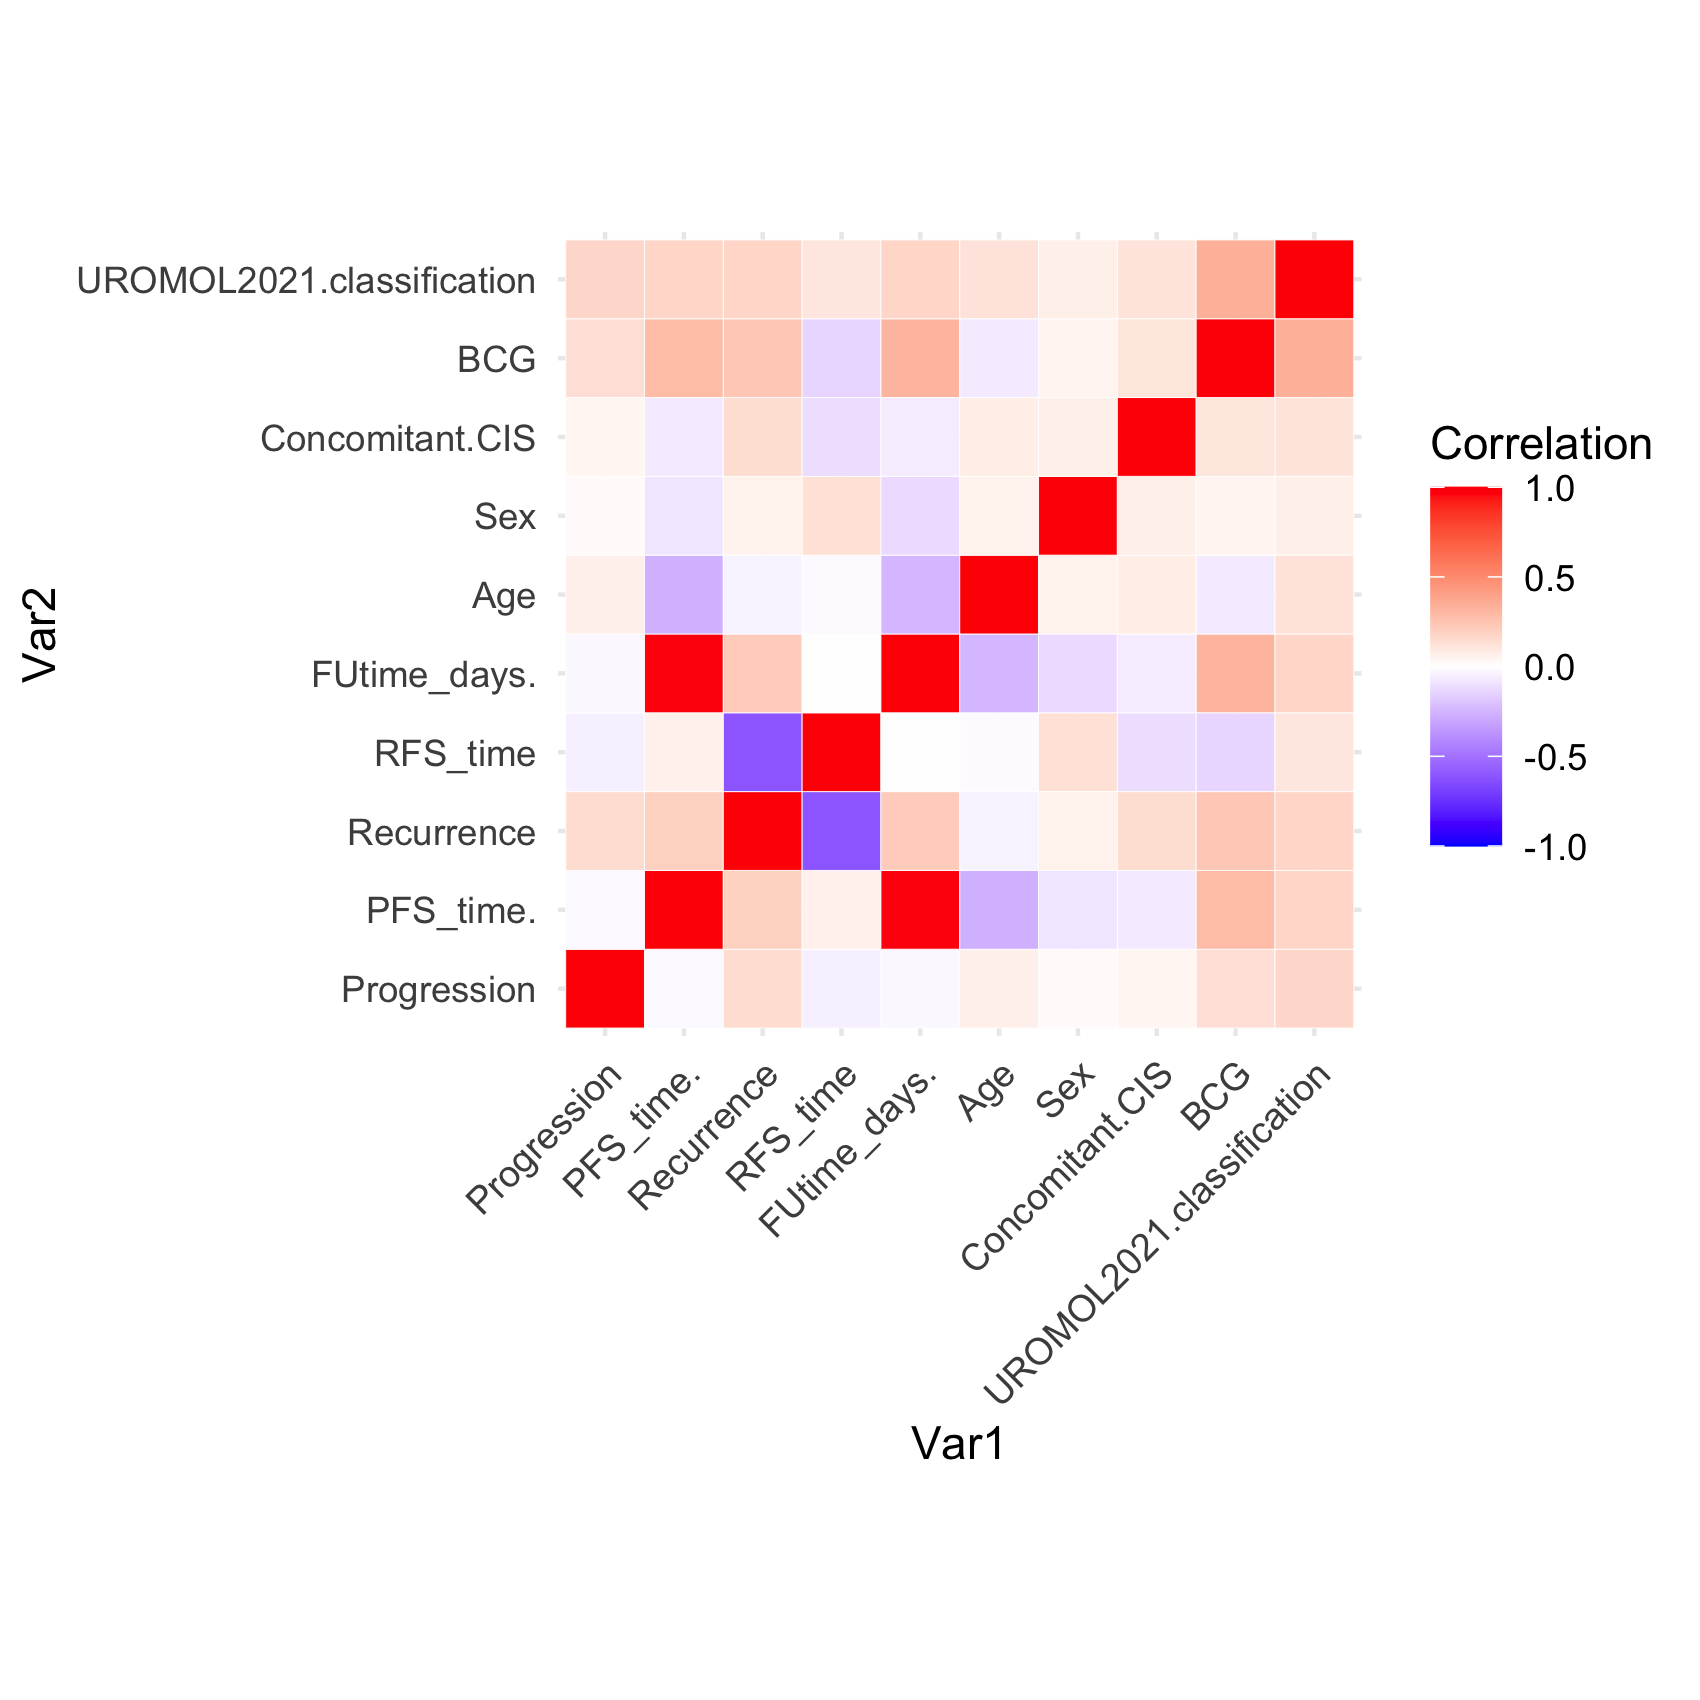 UROMOL2021.classification
BCG
Concomitant.CIS
Sex
Age
FUtime_days.
RFS_time
Recurrence
PFS_time.
Progression
Var2
Progression
PFS_time.
Recurrence
RFS_time
FUtime_days.
Age
Sex
Concomitant.CIS
BCG
UROMOL2021.classification
Var1
Correlation
1.0
0.5
0.0
-0.5
-1.0